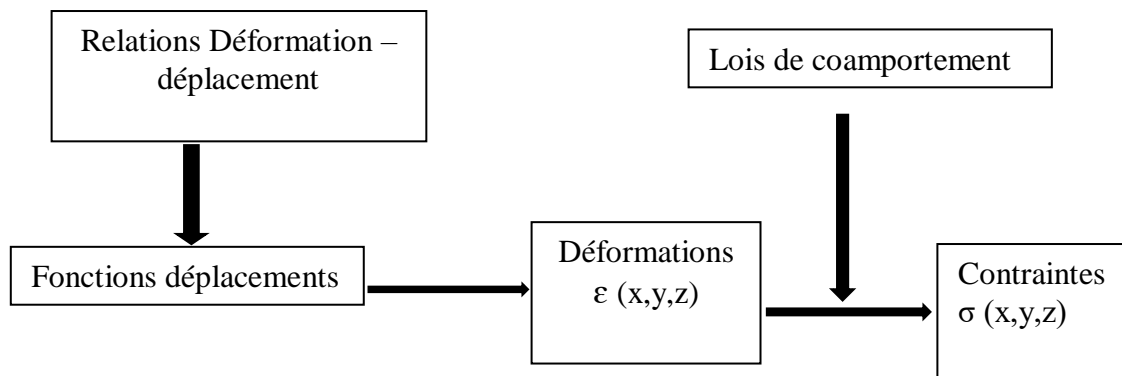 Relations Déformation –
déplacement
Lois de coamportement
Fonctions déplacements
Déformations
ε (x,y,z)
Contraintes
σ (x,y,z)